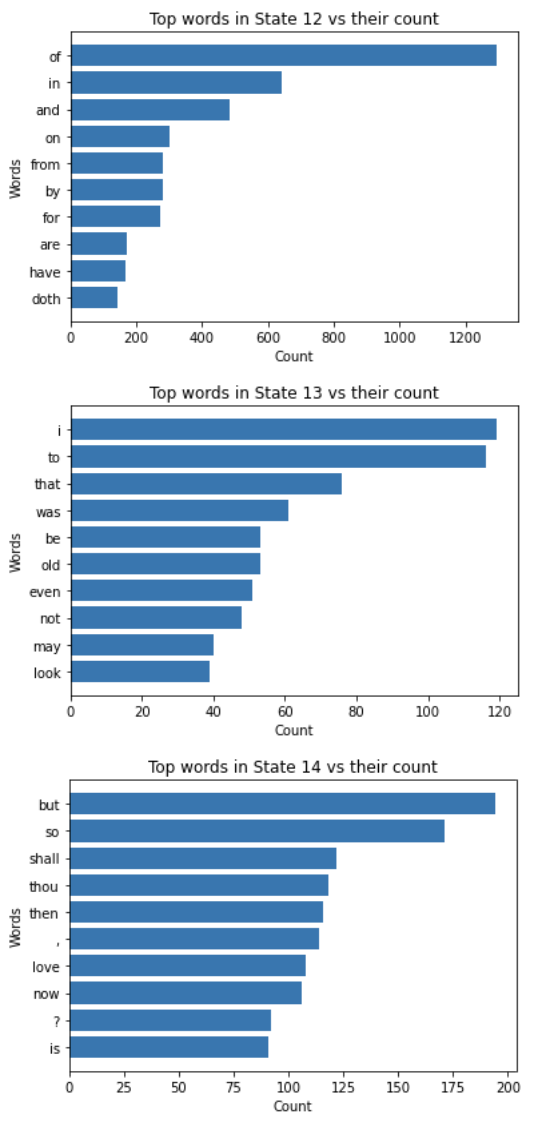 Top words in State 12 vs their count
of
in
and
on
from
by
for
are
have
doth
Words
0 200 400 600 800 1000 1200
Count
Top words in State 13 vs their count
i
to
that
was
be
old
even
not
may
look
Words
0 20 40 60 80 100 120
Count
Top words in State 14 vs their count
but
so
shall
thou
then
,
love
now
?
is
Words
0 25 50 75 100 125 150 175 200
Count